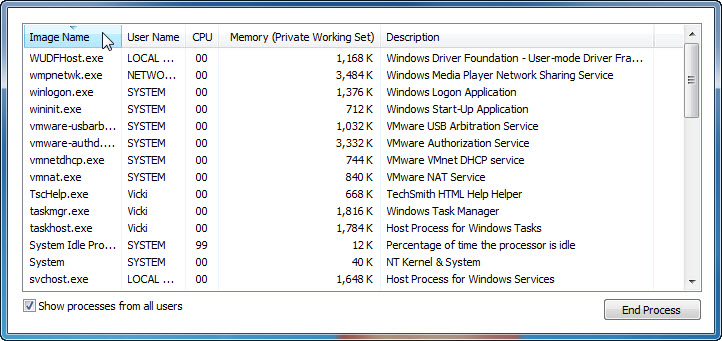 Image Name User Name CPU Memory (Private Working Set) Description
WUDFHost.exe LOCAL ... 00 1,168 K Windows Driver Foundation - User-mode Driver Fra...
wmpnetwk.exe NETWO... 00 3,484 K Windows Media Player Network Sharing Service
winlogon.exe SYSTEM 00 1,376 K Windows Logon Application
wininit.exe SYSTEM 00 712 K Windows Start-Up Application
vmware-usbarb... SYSTEM 00 1,032 K VMware USB Arbitration Service
vmware-authd.... SYSTEM 00 3,332 K VMware Authorization Service
vmnetdhcp.exe SYSTEM 00 744 K VMware VMnet DHCP service
vmnat.exe SYSTEM 00 840 K VMware NAT Service
TscHelp.exe Vicki 00 668 K TechSmith HTML Help Helper
taskmgr.exe Vicki 00 1,816 K Windows Task Manager
taskhost.exe Vicki 00 1,784 K Host Process for Windows Tasks
System Idle Pro... SYSTEM 99 12 K Percentage of time the processor is idle
System SYSTEM 00 40 K NT Kernel & System
svchost.exe LOCAL ... 00 1,648 K Host Process for Windows Services
Show processes from all users End Process